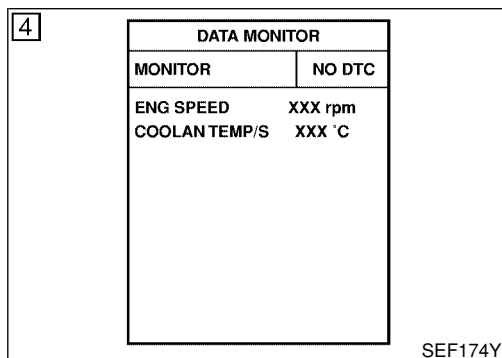 4
DATA MONITOR
MONITOR NO DTC
ENG SPEED XXX rpm
COOLAN TEMP/S XXX °C
SEF174Y